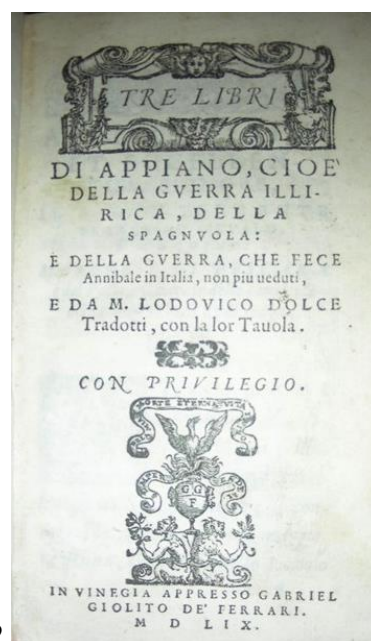 TRE LIBRI
DI APPIANO, CIOE'
DELLA GVERRA ILLI-
RICA, DELLA
SPAGNVOLA:
E DELLA GVERRA, CHE FECE
Annibale in Italia, non piu ueduti,
E DA M. LODOVICO DOLCE
Tradotti, con la lor Tauola.
CON PRIVILEGIO.
G G
F
IN VINEGIA APPRESSO GABRIEL
GIOLITO DE' FERRARI.
M D LIX.